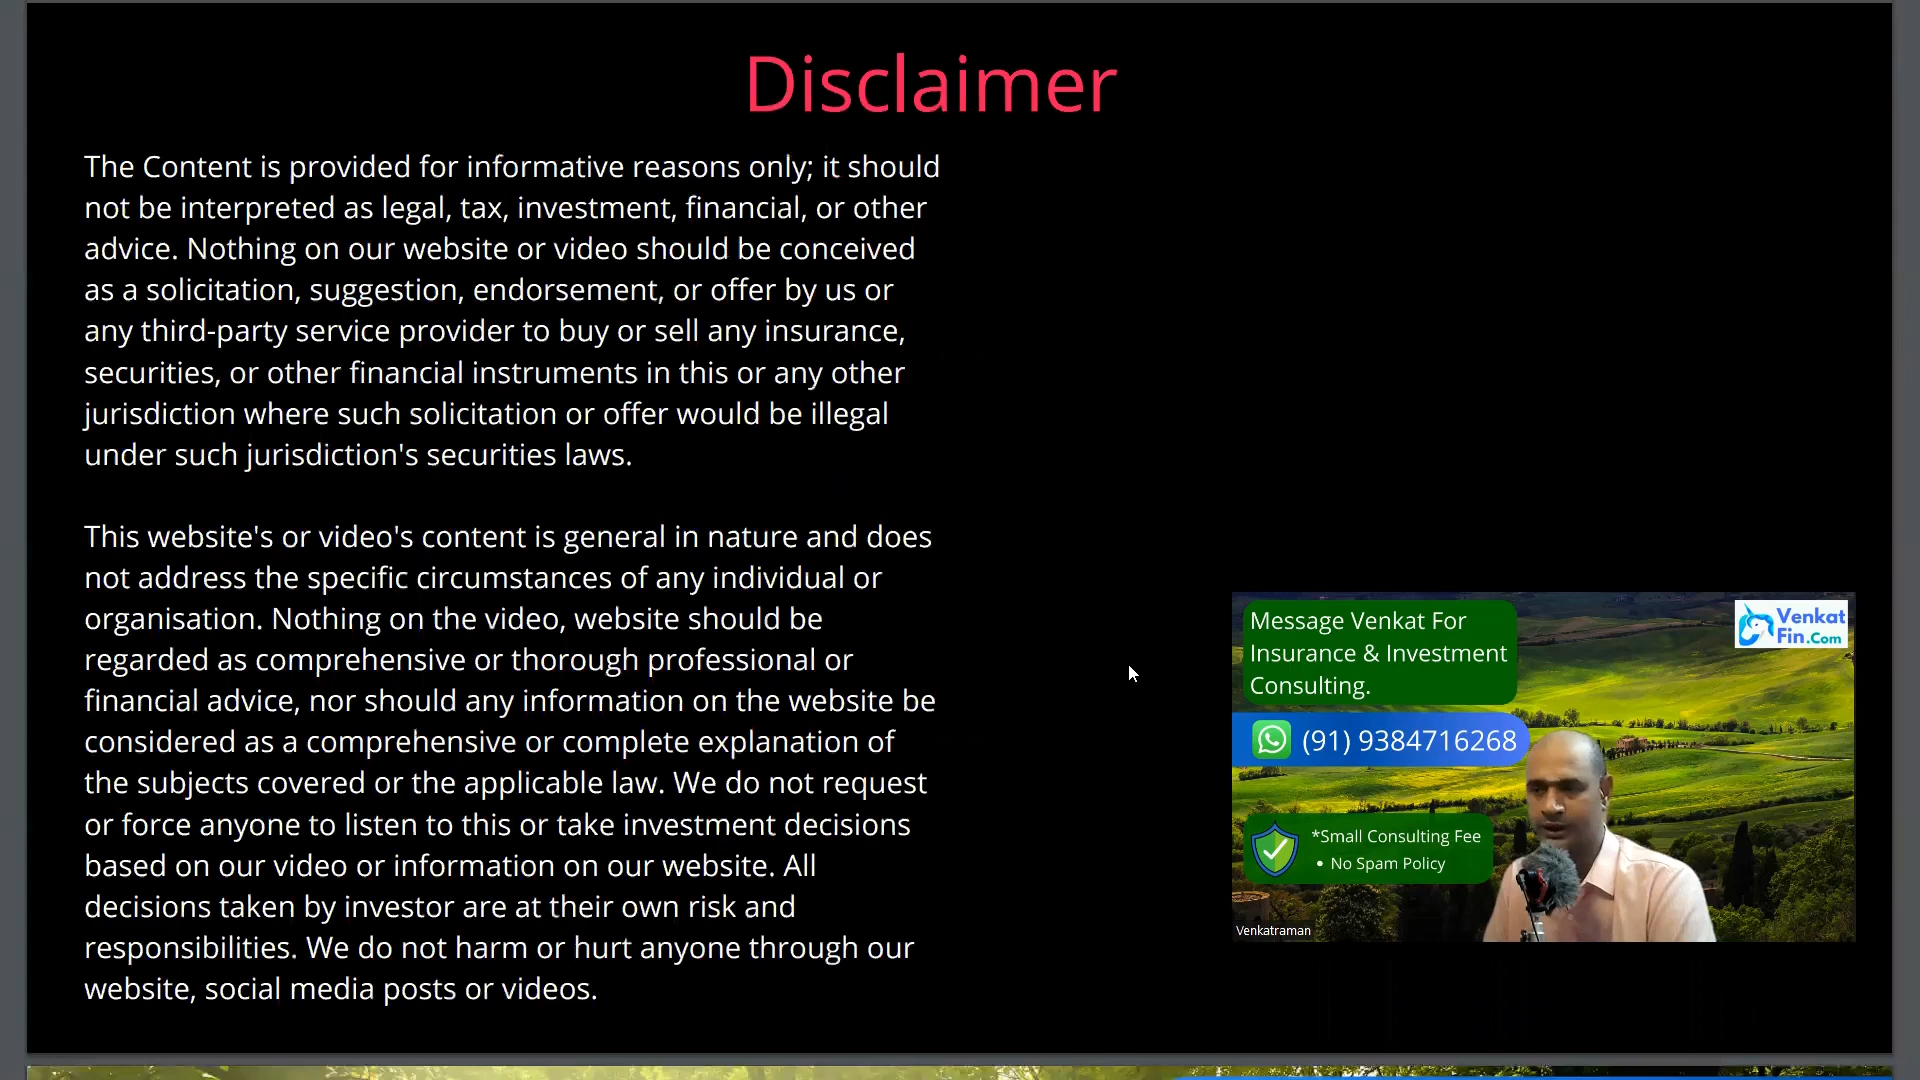 Disclaimer
The Content is provided for informative reasons only; it should
not be interpreted as legal, tax, investment, financial, or other
advice. Nothing on our website or video should be conceived
as a solicitation, suggestion, endorsement, or offer by us or
any third-party service provider to buy or sell any insurance,
securities, or other financial instruments in this or any other
jurisdiction where such solicitation or offer would be illegal
under such jurisdiction's securities laws.
This website's or video's content is general in nature and does
not address the specific circumstances of any individual or
organisation. Nothing on the video, website should be
regarded as comprehensive or thorough professional or
financial advice, nor should any information on the website be
considered as a comprehensive or complete explanation of
the subjects covered or the applicable law. We do not request
or force anyone to listen to this or take investment decisions
based on our video or information on our website. All
decisions taken by investor are at their own risk and
responsibilities. We do not harm or hurt anyone through our
website, social media posts or videos.
Message Venkat For
Insurance & Investment
Consulting.
Venkat
Fin.Com
(91) 9384716268
*Small Consulting Fee
• No Spam Policy
Venkatraman